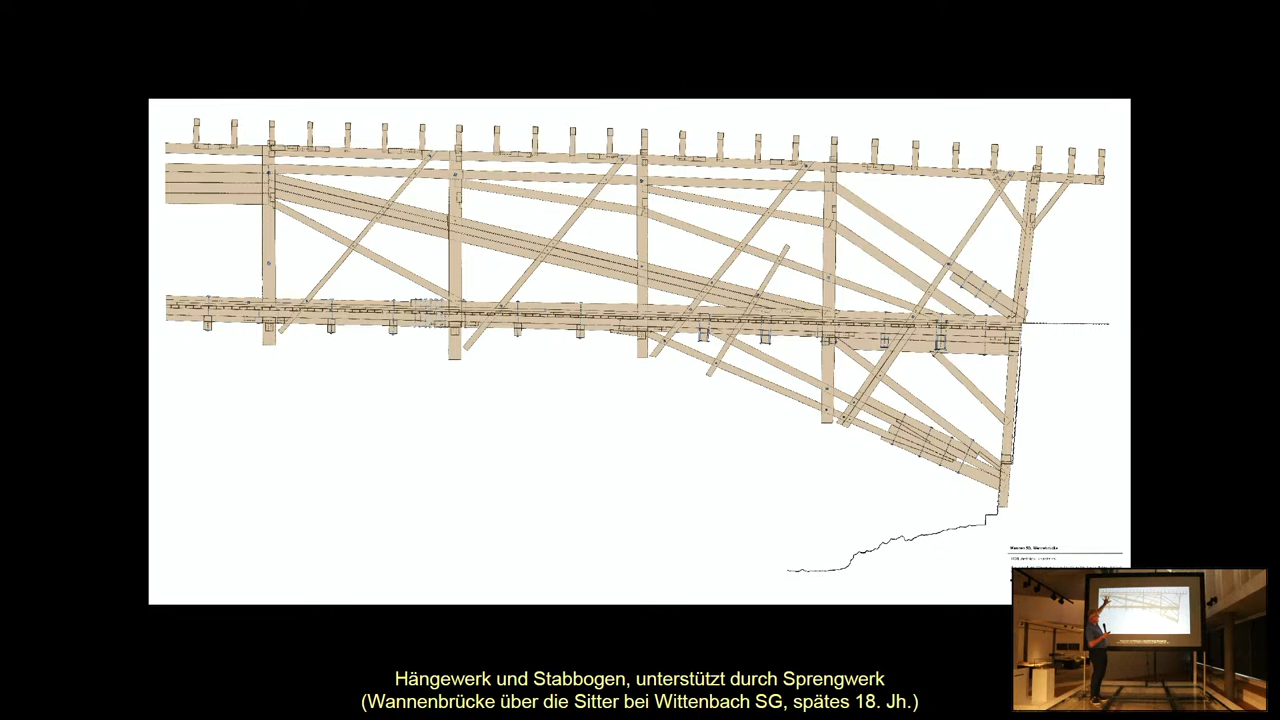 Hängewerk und Stabbogen, unterstützt durch Sprengwerk
(Wannenbrücke über die Sitter bei Wittenbach SG, spätes 18. Jh.)